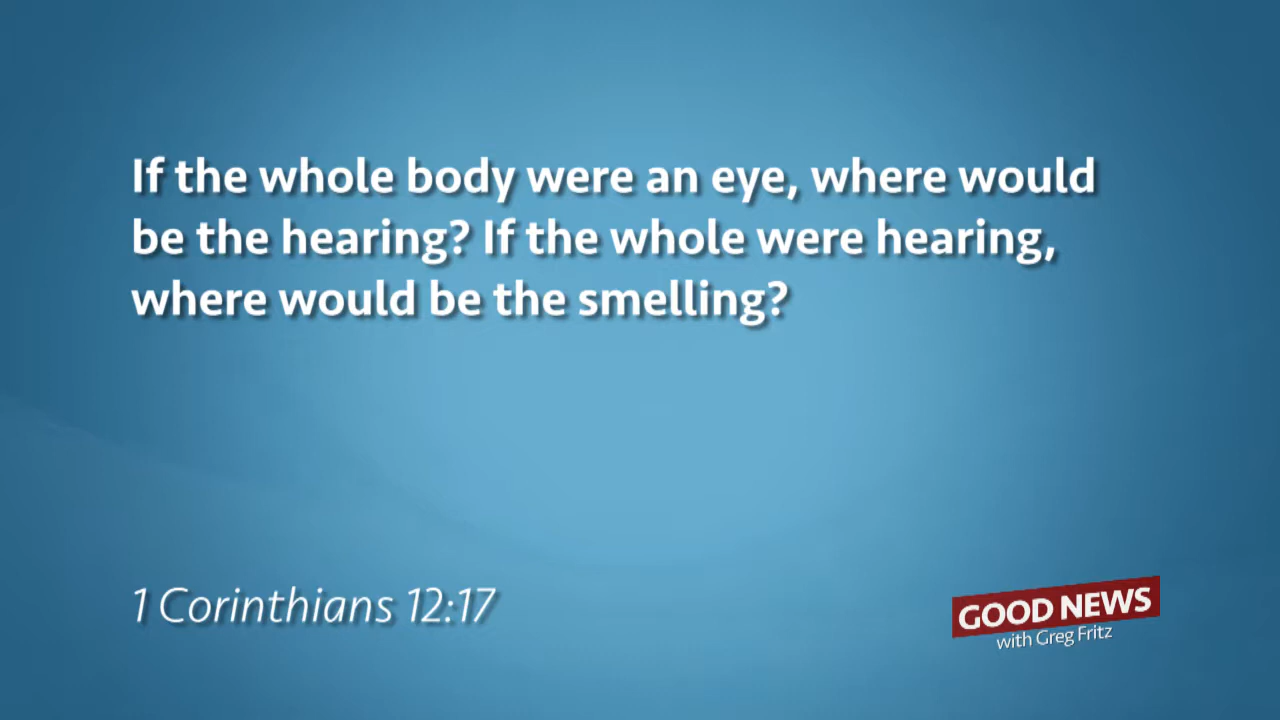 If the whole body were an eye, where would
be the hearing? If the whole were hearing,
where would be the smelling?
1 Corinthians 12:17
GOOD NEWS
with Greg Fritz